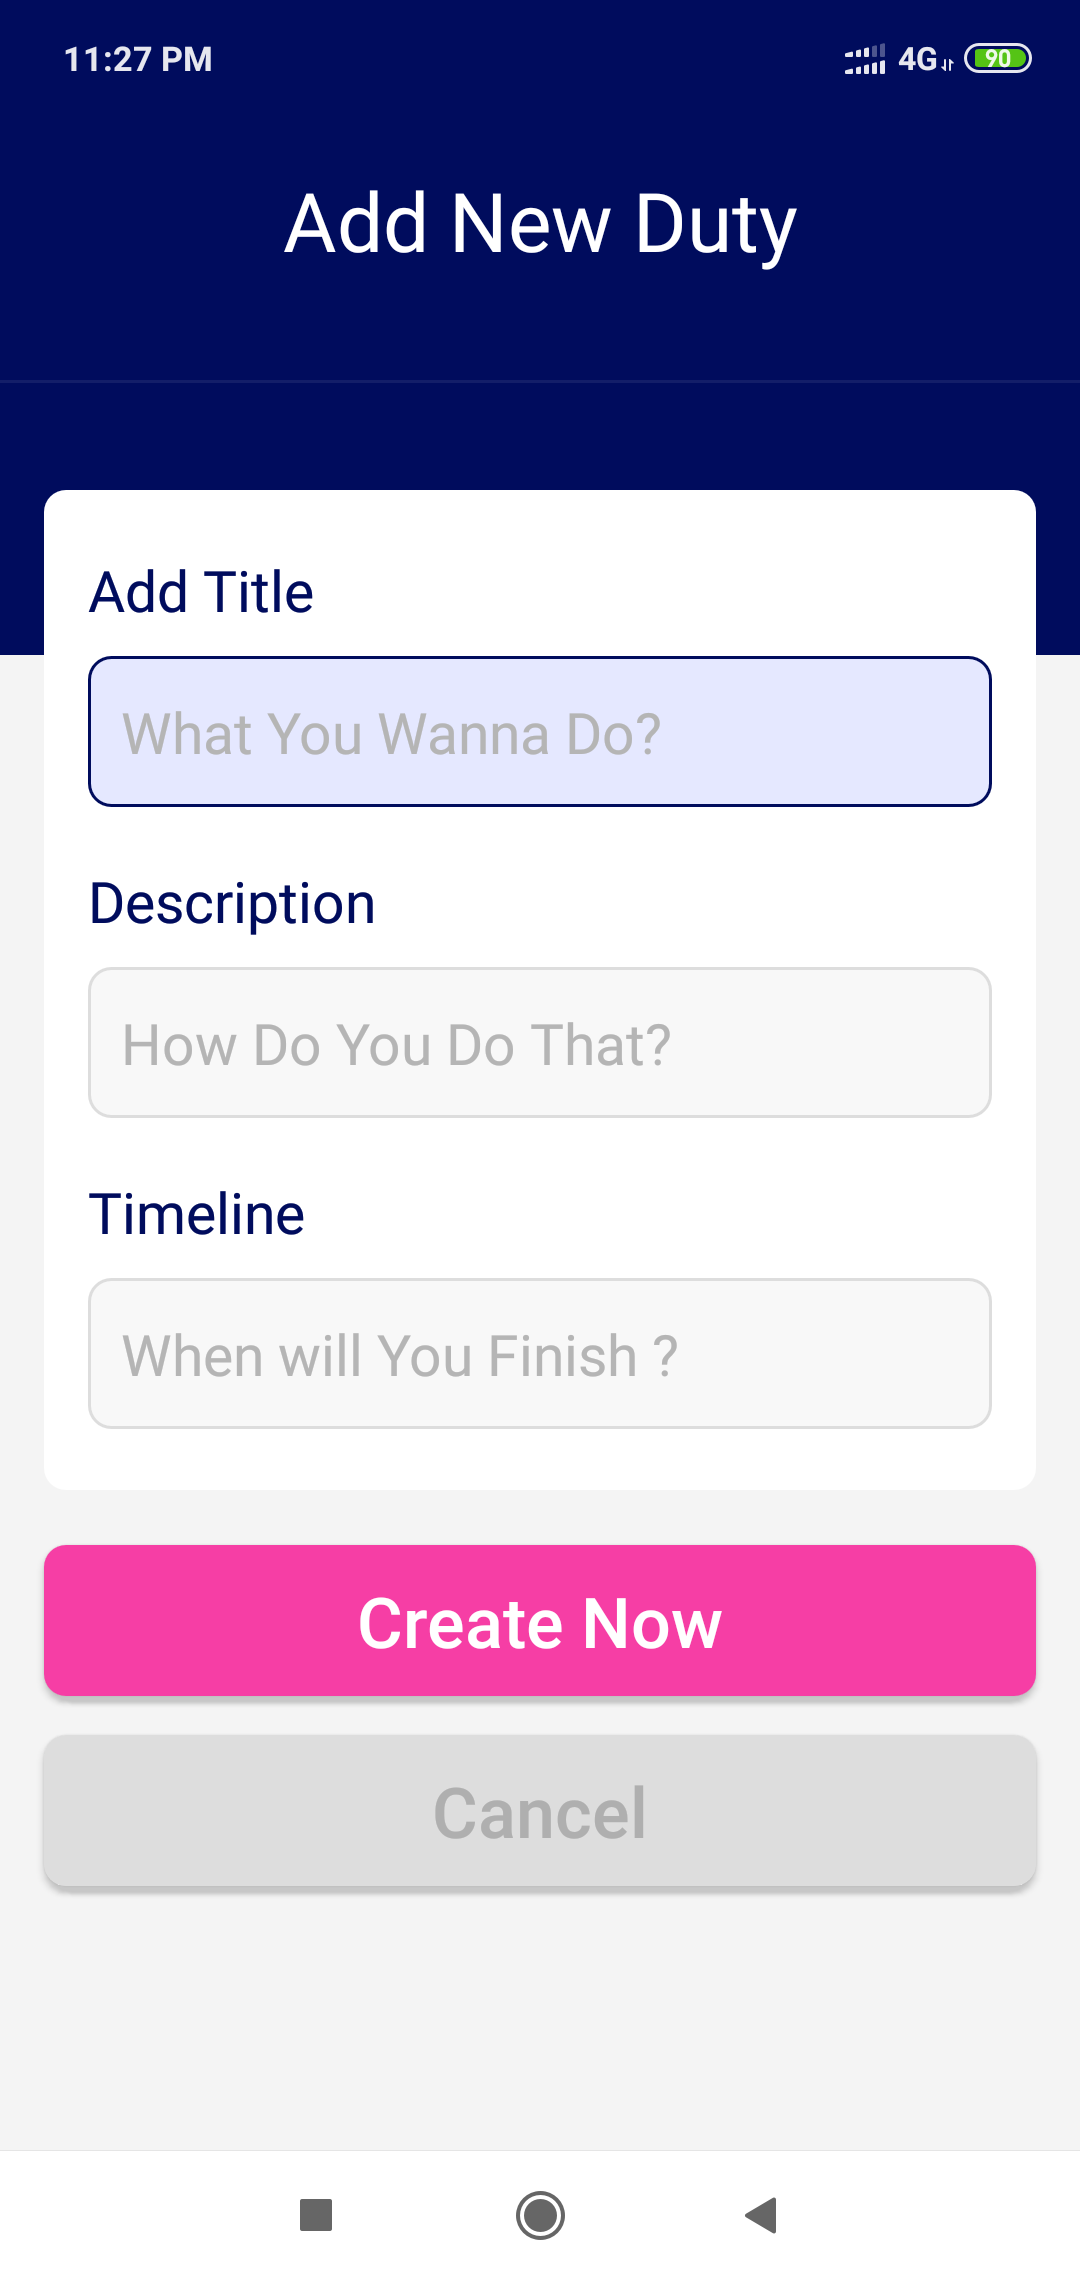 11:27 PM 4G 90
Add New Duty
Add Title
What You Wanna Do?
Description
How Do You Do That?
Timeline
When will You Finish ?
Create Now
Cancel